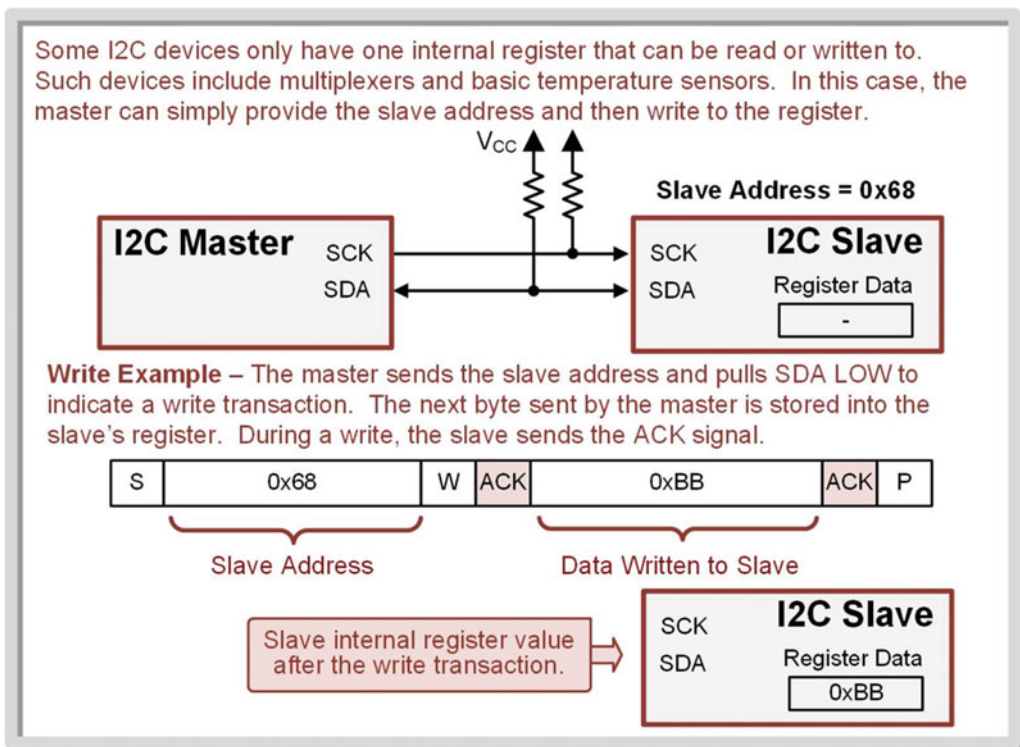 Some I2C devices only have one internal register that can be read or written to.
Such devices include multiplexers and basic temperature sensors.  In this case, the
master can simply provide the slave address and then write to the register.
VCC
Slave Address = 0x68
I2C Master
SCK
SDA
I2C Slave
SCK
SDA
Register Data
-
Write Example – The master sends the slave address and pulls SDA LOW to
indicate a write transaction.  The next byte sent by the master is stored into the
slave's register.  During a write, the slave sends the ACK signal.
S 0x68 W ACK 0xBB ACK P
Slave Address Data Written to Slave
Slave internal register value
after the write transaction.
I2C Slave
SCK
SDA
Register Data
0xBB